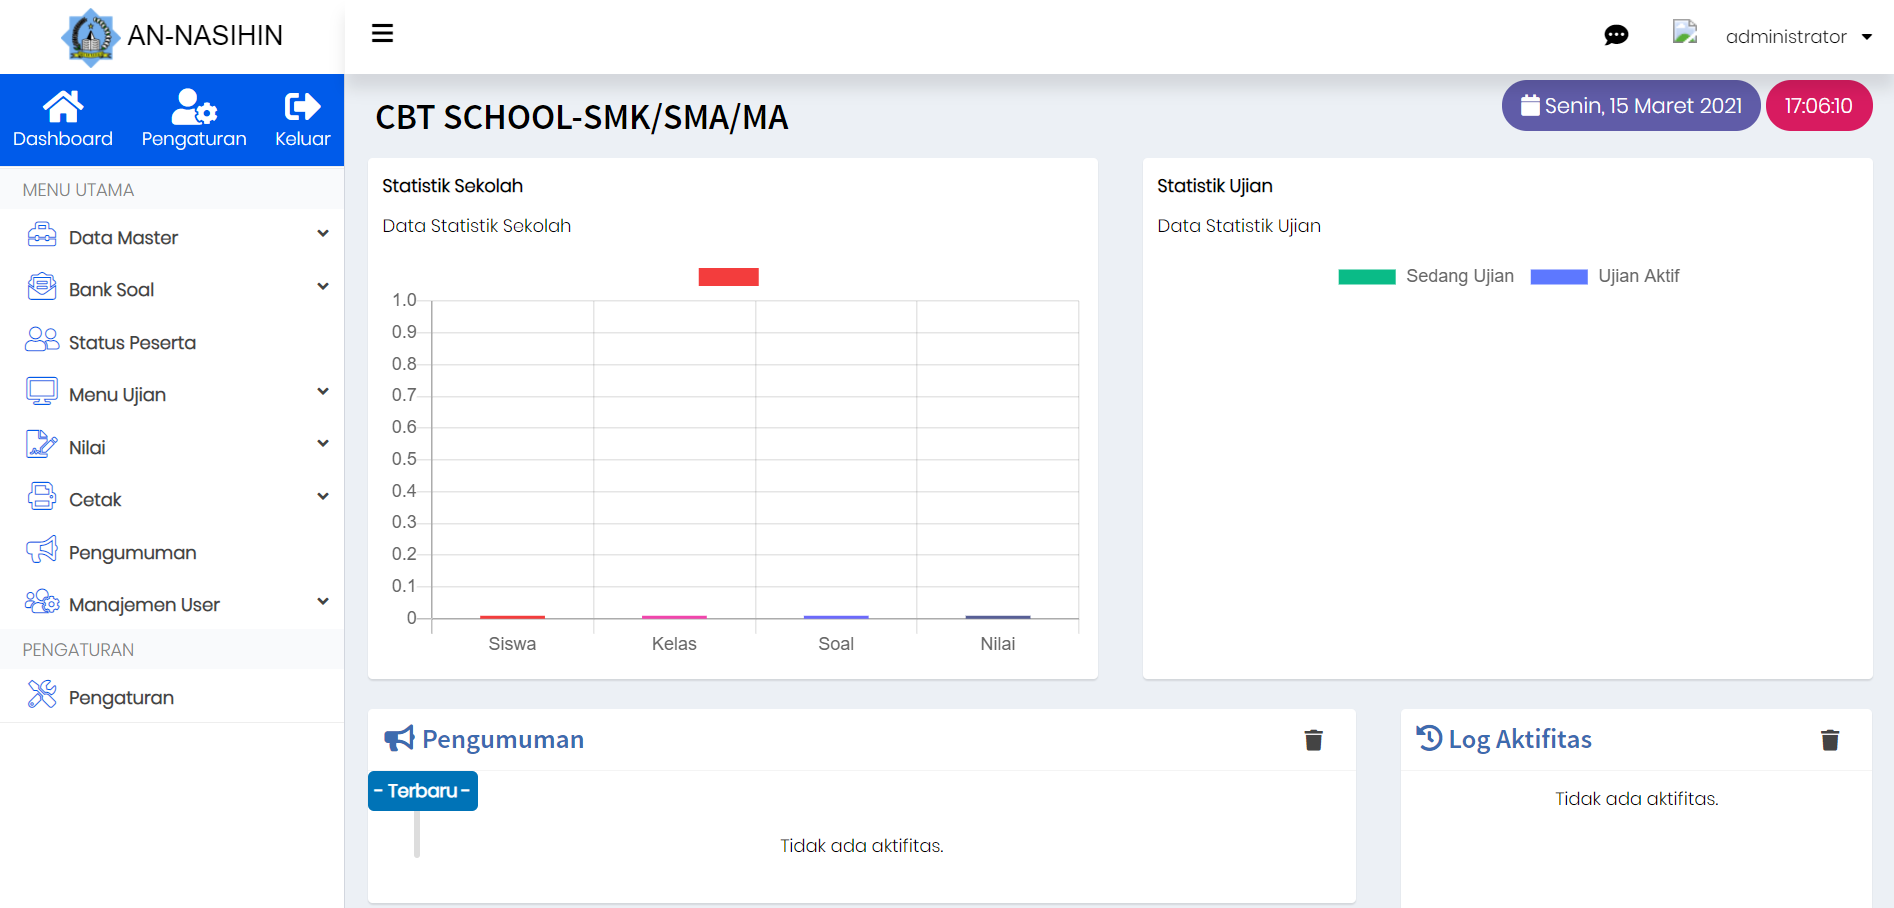 AN-NASIHIN
administrator
Dashboard
Pengaturan
Keluar
MENU UTAMA
Data Master
Bank Soal
Status Peserta
Menu Ujian
Nilai
Cetak
Pengumuman
Manajemen User
PENGATURAN
Pengaturan
CBT SCHOOL-SMK/SMA/MA
Senin, 15 Maret 2021
17:06:10
Statistik Sekolah
Data Statistik Sekolah
1.0
0.9
0.8
0.7
0.6
0.5
0.4
0.3
0.2
0.1
0
Siswa Kelas Soal Nilai
Statistik Ujian
Data Statistik Ujian
Sedang Ujian Ujian Aktif
Pengumuman
- Terbaru -
Tidak ada aktifitas.
Log Aktifitas
Tidak ada aktifitas.